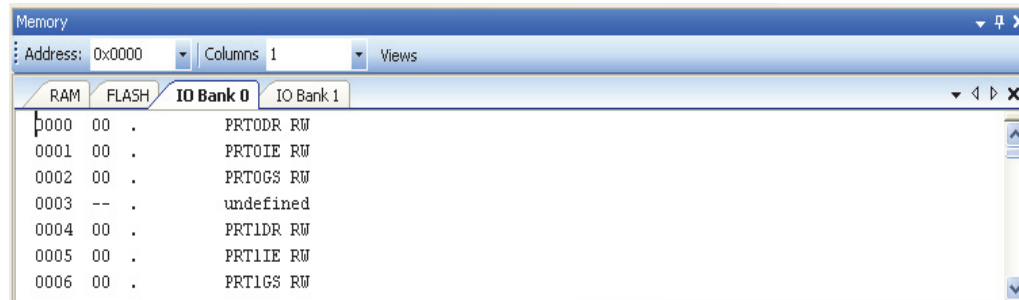 Memory
Address: 0x0000 Columns 1 Views
RAM FLASH IO Bank 0 IO Bank 1
0000 00 . PRT0DR RW
0001 00 . PRT0IE RW
0002 00 . PRT0GS RW
0003 -- . undefined
0004 00 . PRT1DR RW
0005 00 . PRT1IE RW
0006 00 . PRT1GS RW